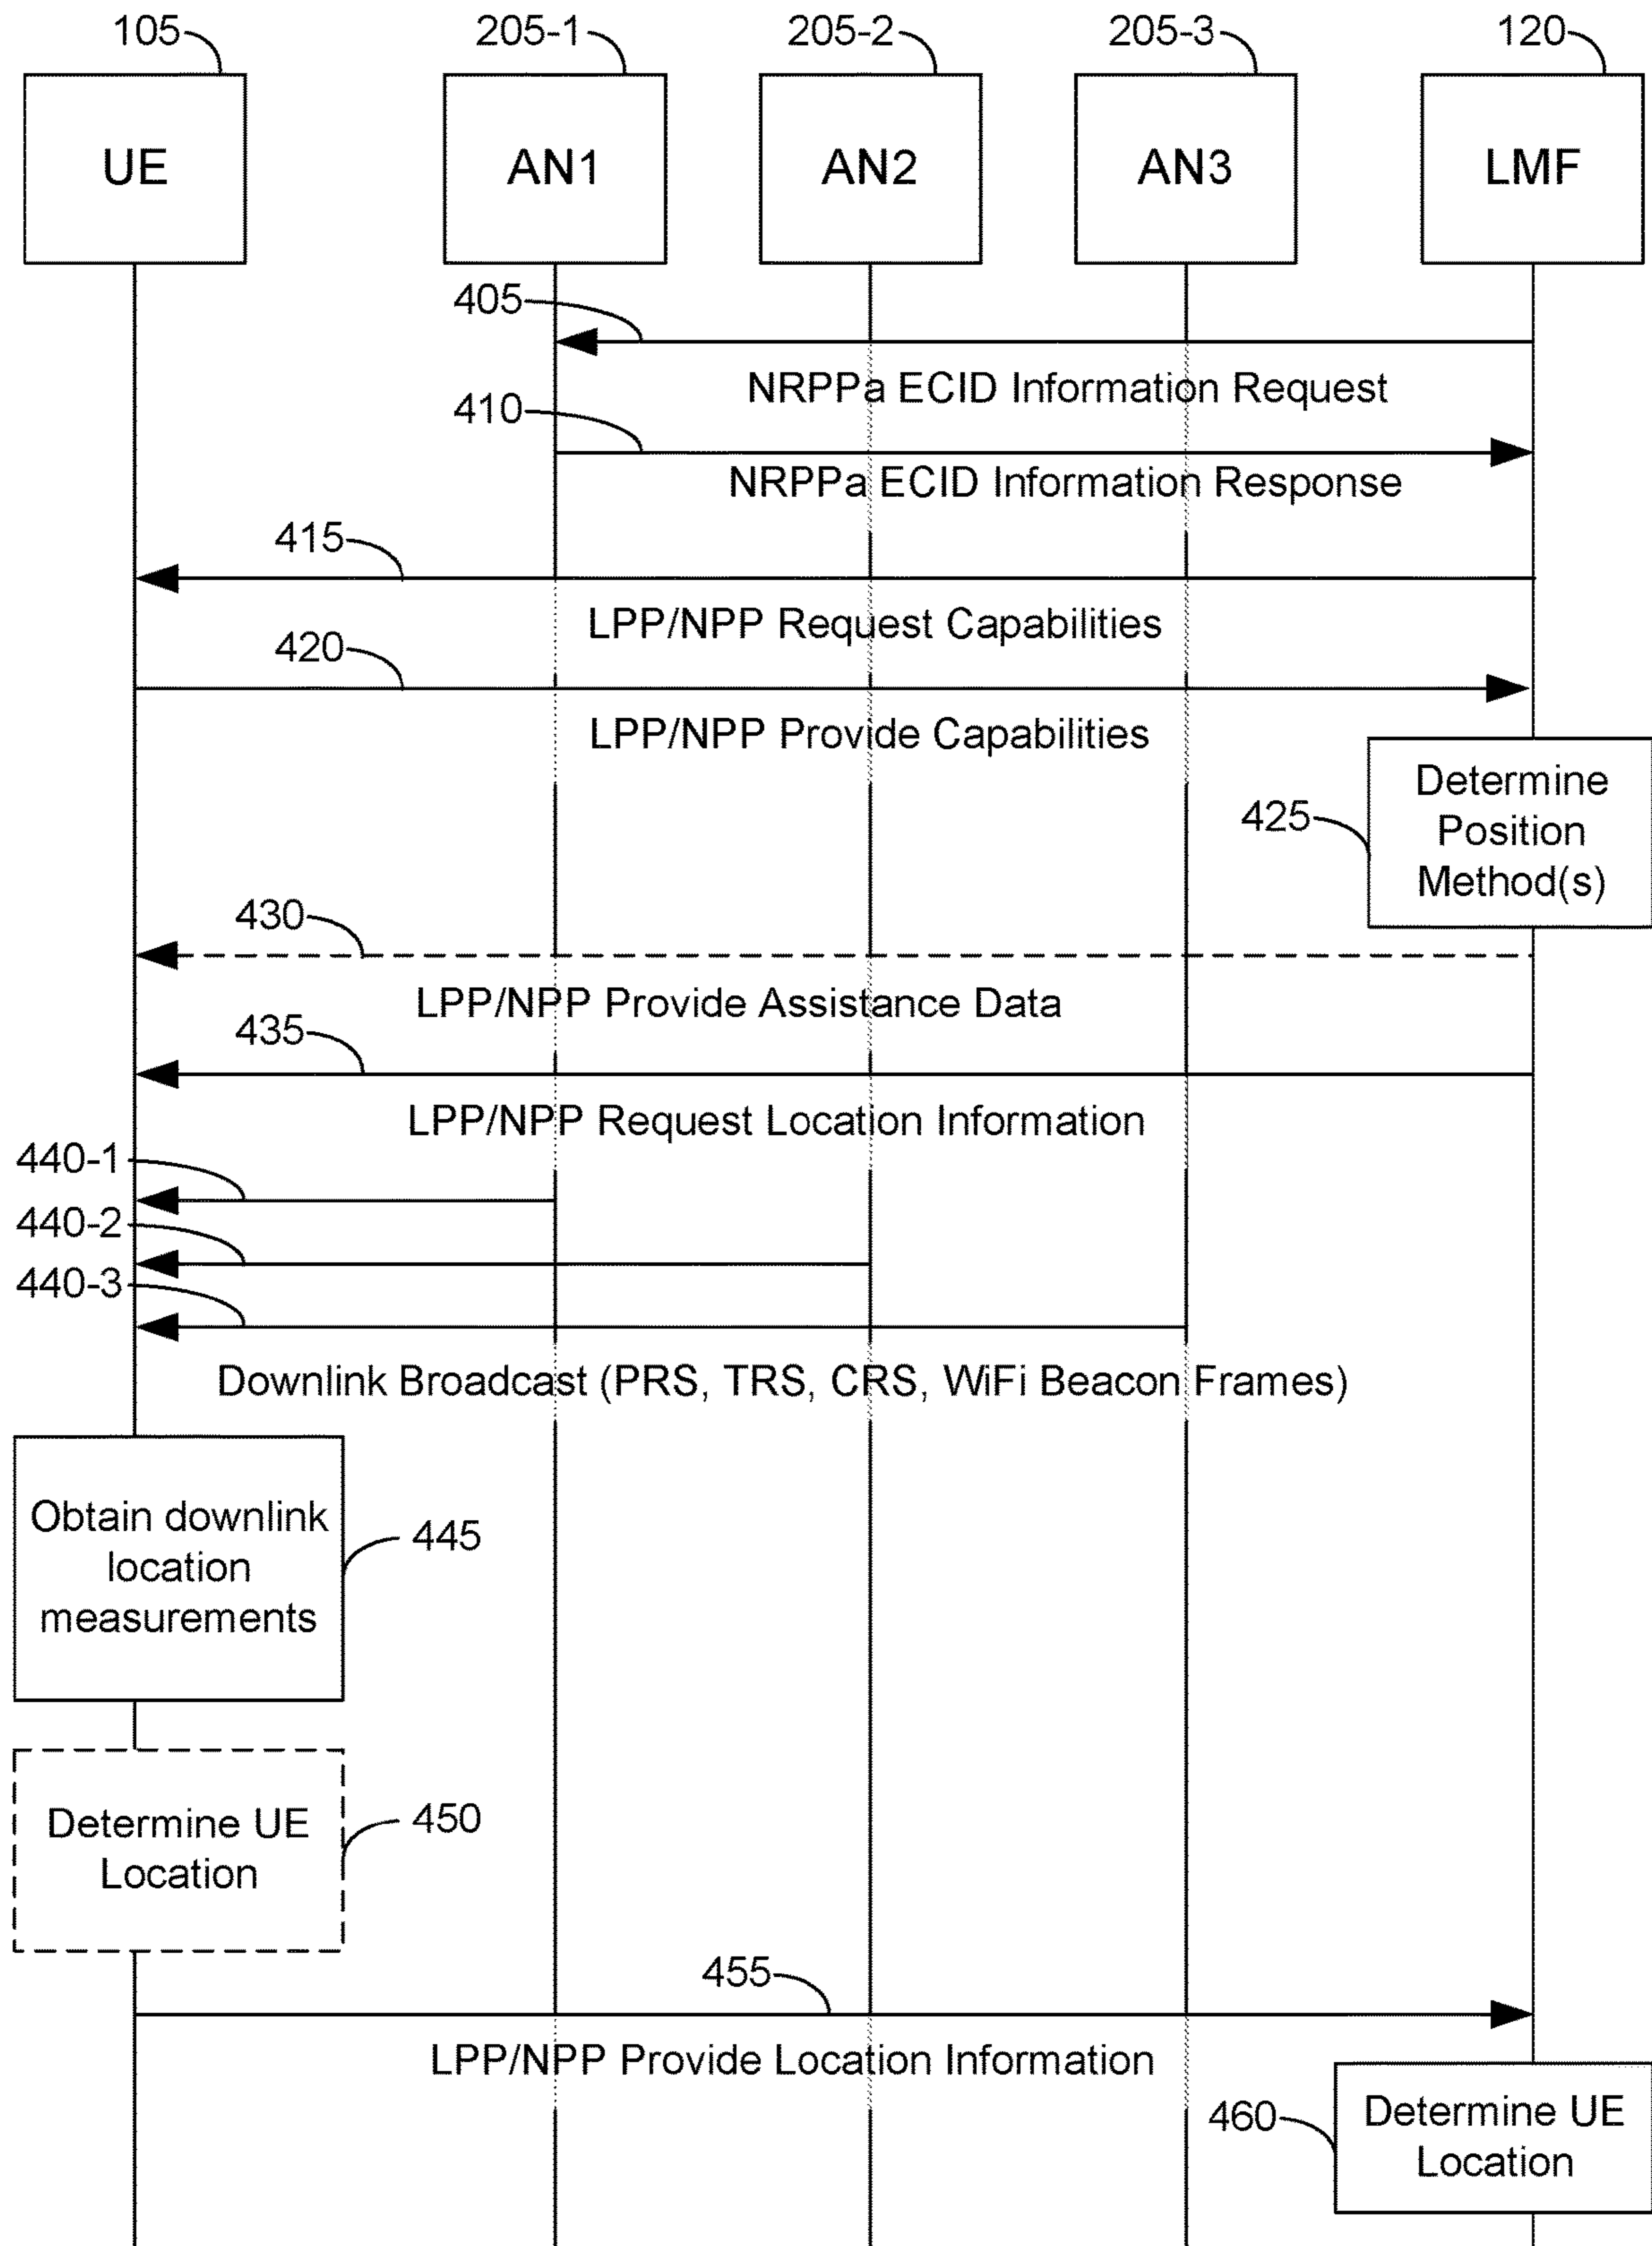 105
205-1
205-2
205-3
120
UE
AN1
AN2
AN3
LMF
405
NRPPa ECID Information Request
410
NRPPa ECID Information Response
415
LPP/NPP Request Capabilities
420
LPP/NPP Provide Capabilities
425
Determine
Position
Method(s)
430
LPP/NPP Provide Assistance Data
435
LPP/NPP Request Location Information
440-1
440-2
440-3
Downlink Broadcast (PRS, TRS, CRS, WiFi Beacon Frames)
Obtain downlink
location
measurements
445
Determine UE
Location
450
455
LPP/NPP Provide Location Information
460
Determine UE
Location